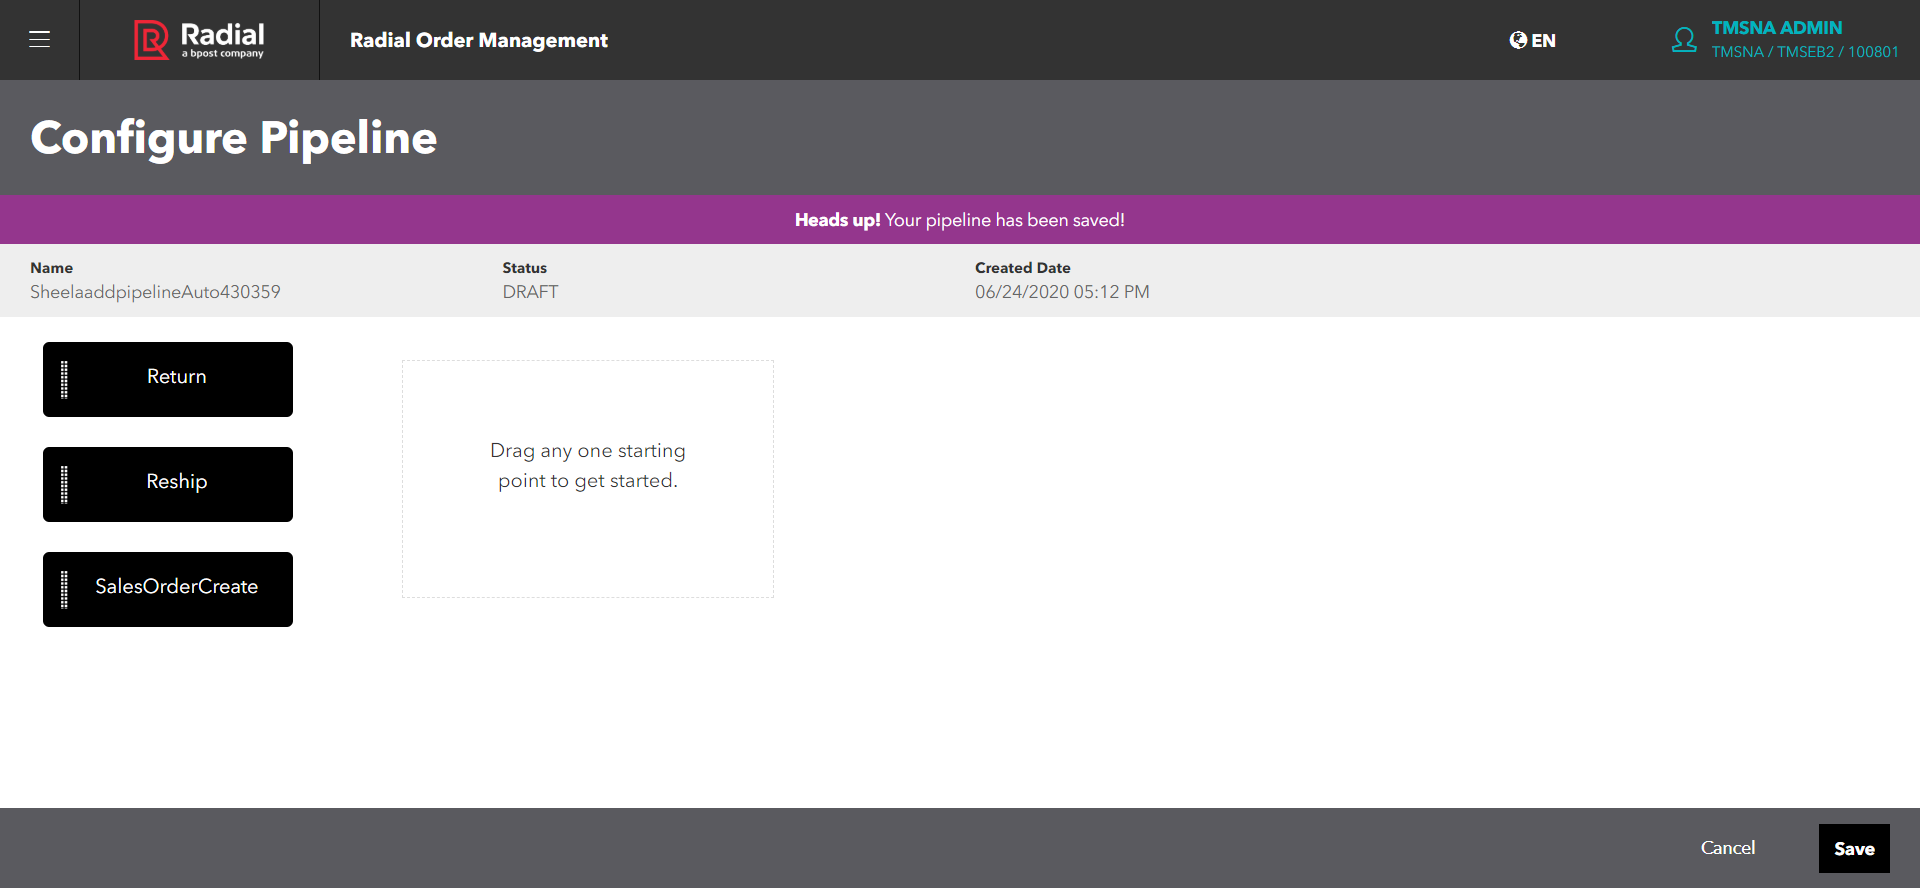 Radial
a bpost company
Radial Order Management
EN
TMSNA ADMIN
TMSNA / TMSEB2 / 100801
Configure Pipeline
Heads up! Your pipeline has been saved!
Name
SheelaaddpipelineAuto430359
Status
DRAFT
Created Date
06/24/2020 05:12 PM
Return
Reship
SalesOrderCreate
Drag any one starting
point to get started.
Cancel
Save